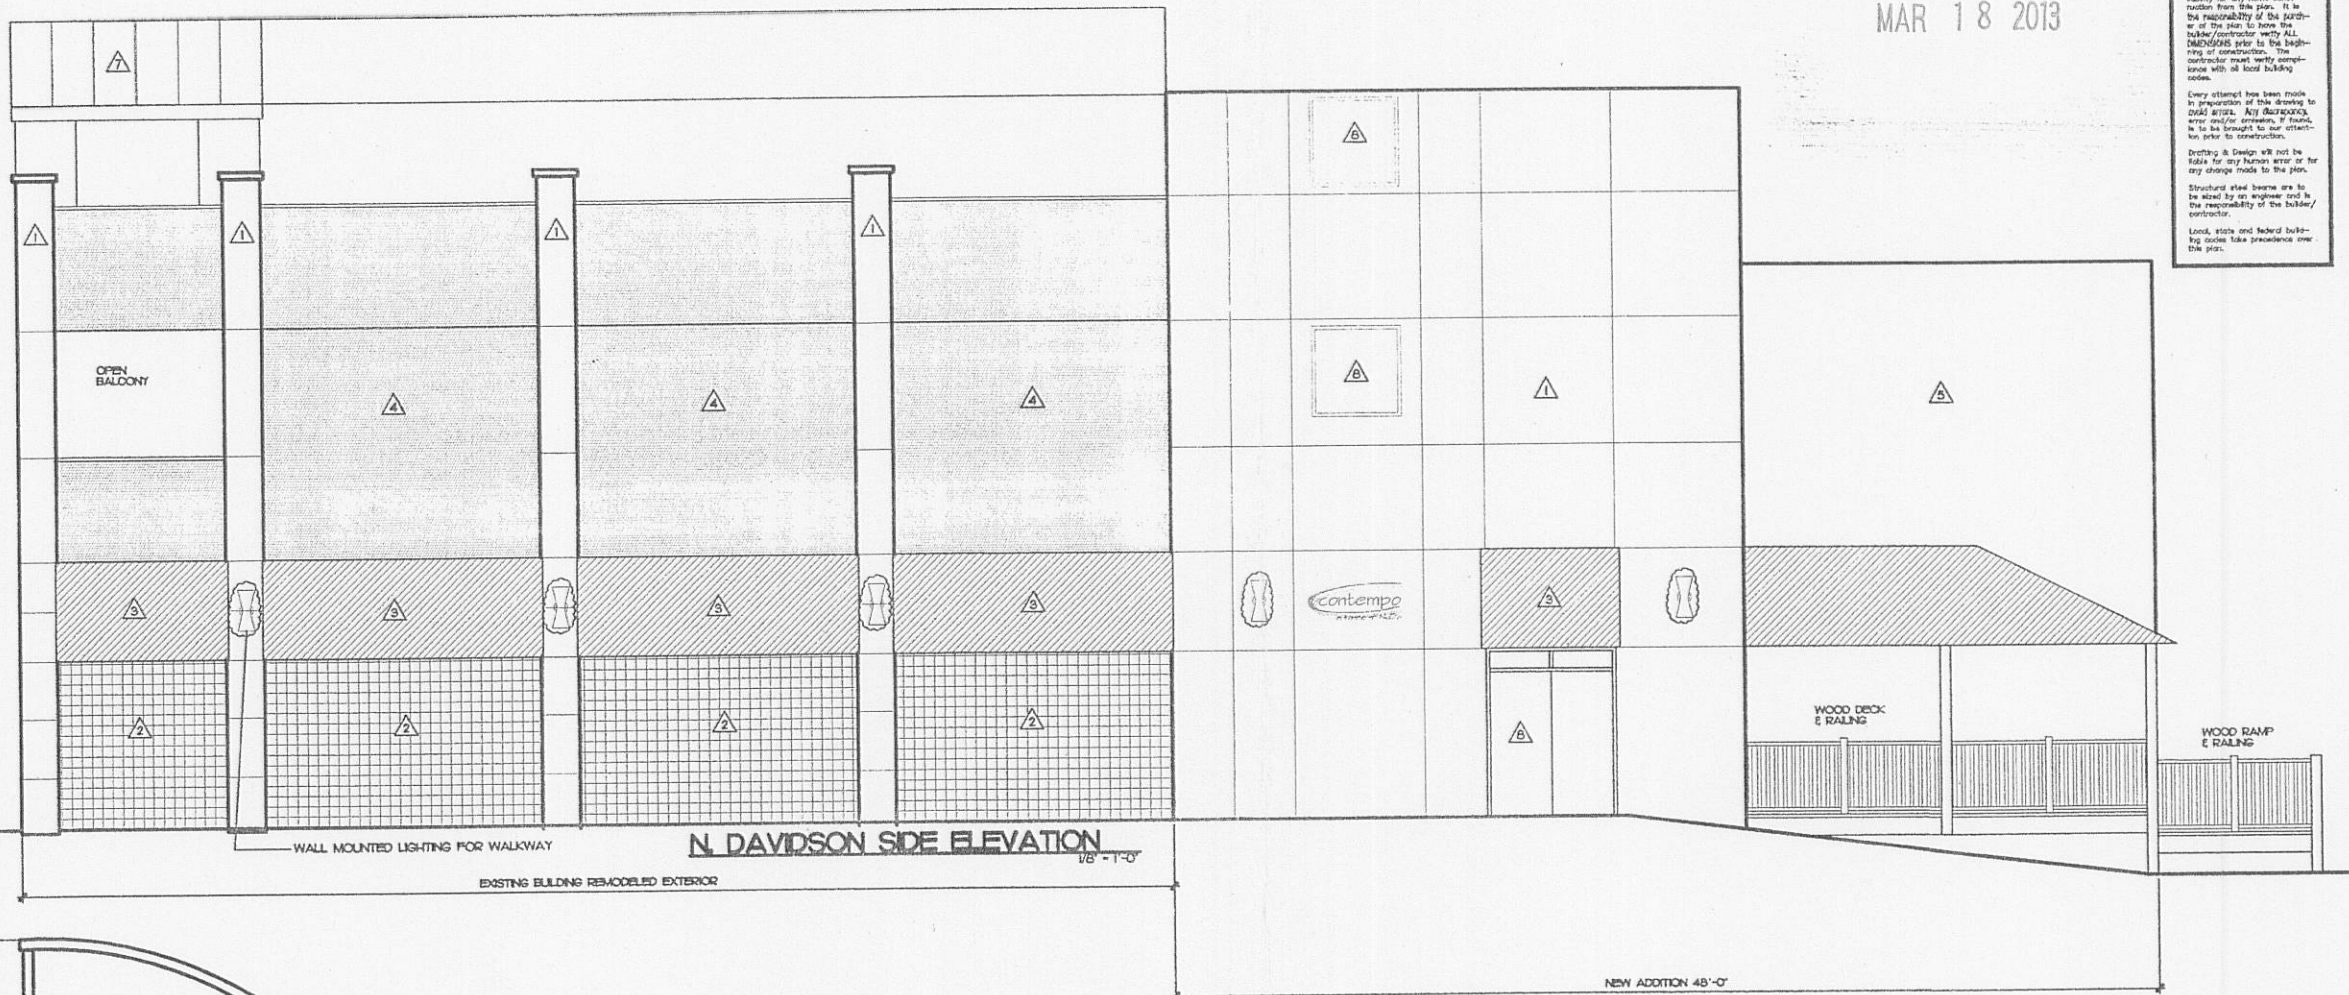 MAR 18 2013
ruction from this plan. It is
the responsibility of the purch-
er of the plan to have the
builder/contractor verify ALL
DIMENSIONS prior to the begin-
ning of construction. The
contractor must verify compl-
iance with all local building
codes.
Every attempt has been made
in preparation of this drawing to
avoid errors. Any discrepancy,
error and/or omission, if found,
is to be brought to our attent-
ion prior to construction.
Drafting & Design will not be
liable for any human error or for
any change made to the plan.
Structural steel beams are to
be sized by an engineer and is
the responsibility of the builder/
contractor.
Local, state and federal build-
ing codes take precedence over
this plan.
7
8
1
1
1
1
OPEN
BALCONY
4
4
4
8
1
5
3
3
3
3
contempo
3
2
2
2
2
8
WOOD DECK
& RAILING
WOOD RAMP
& RAILING
WALL MOUNTED LIGHTING FOR WALKWAY
N. DAVIDSON SIDE ELEVATION
1/8" = 1'-0"
EXISTING BUILDING REMODELED EXTERIOR
NEW ADDITION 48'-0"